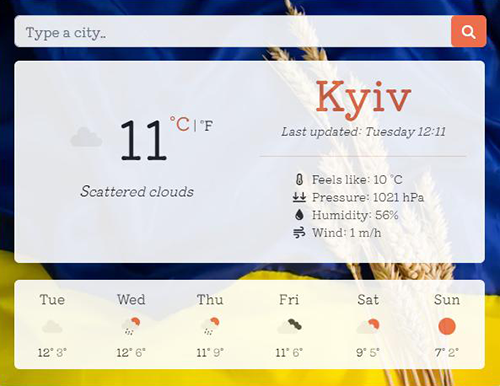 Type a city..
11 °C | °F
Scattered clouds
Kyiv
Last updated: Tuesday 12:11
Feels like: 10 °C
Pressure: 1021 hPa
Humidity: 56%
Wind: 1 m/h
Tue Wed Thu Fri Sat Sun
12° 3° 12° 6° 11° 9° 11° 6° 9° 5° 7° 2°